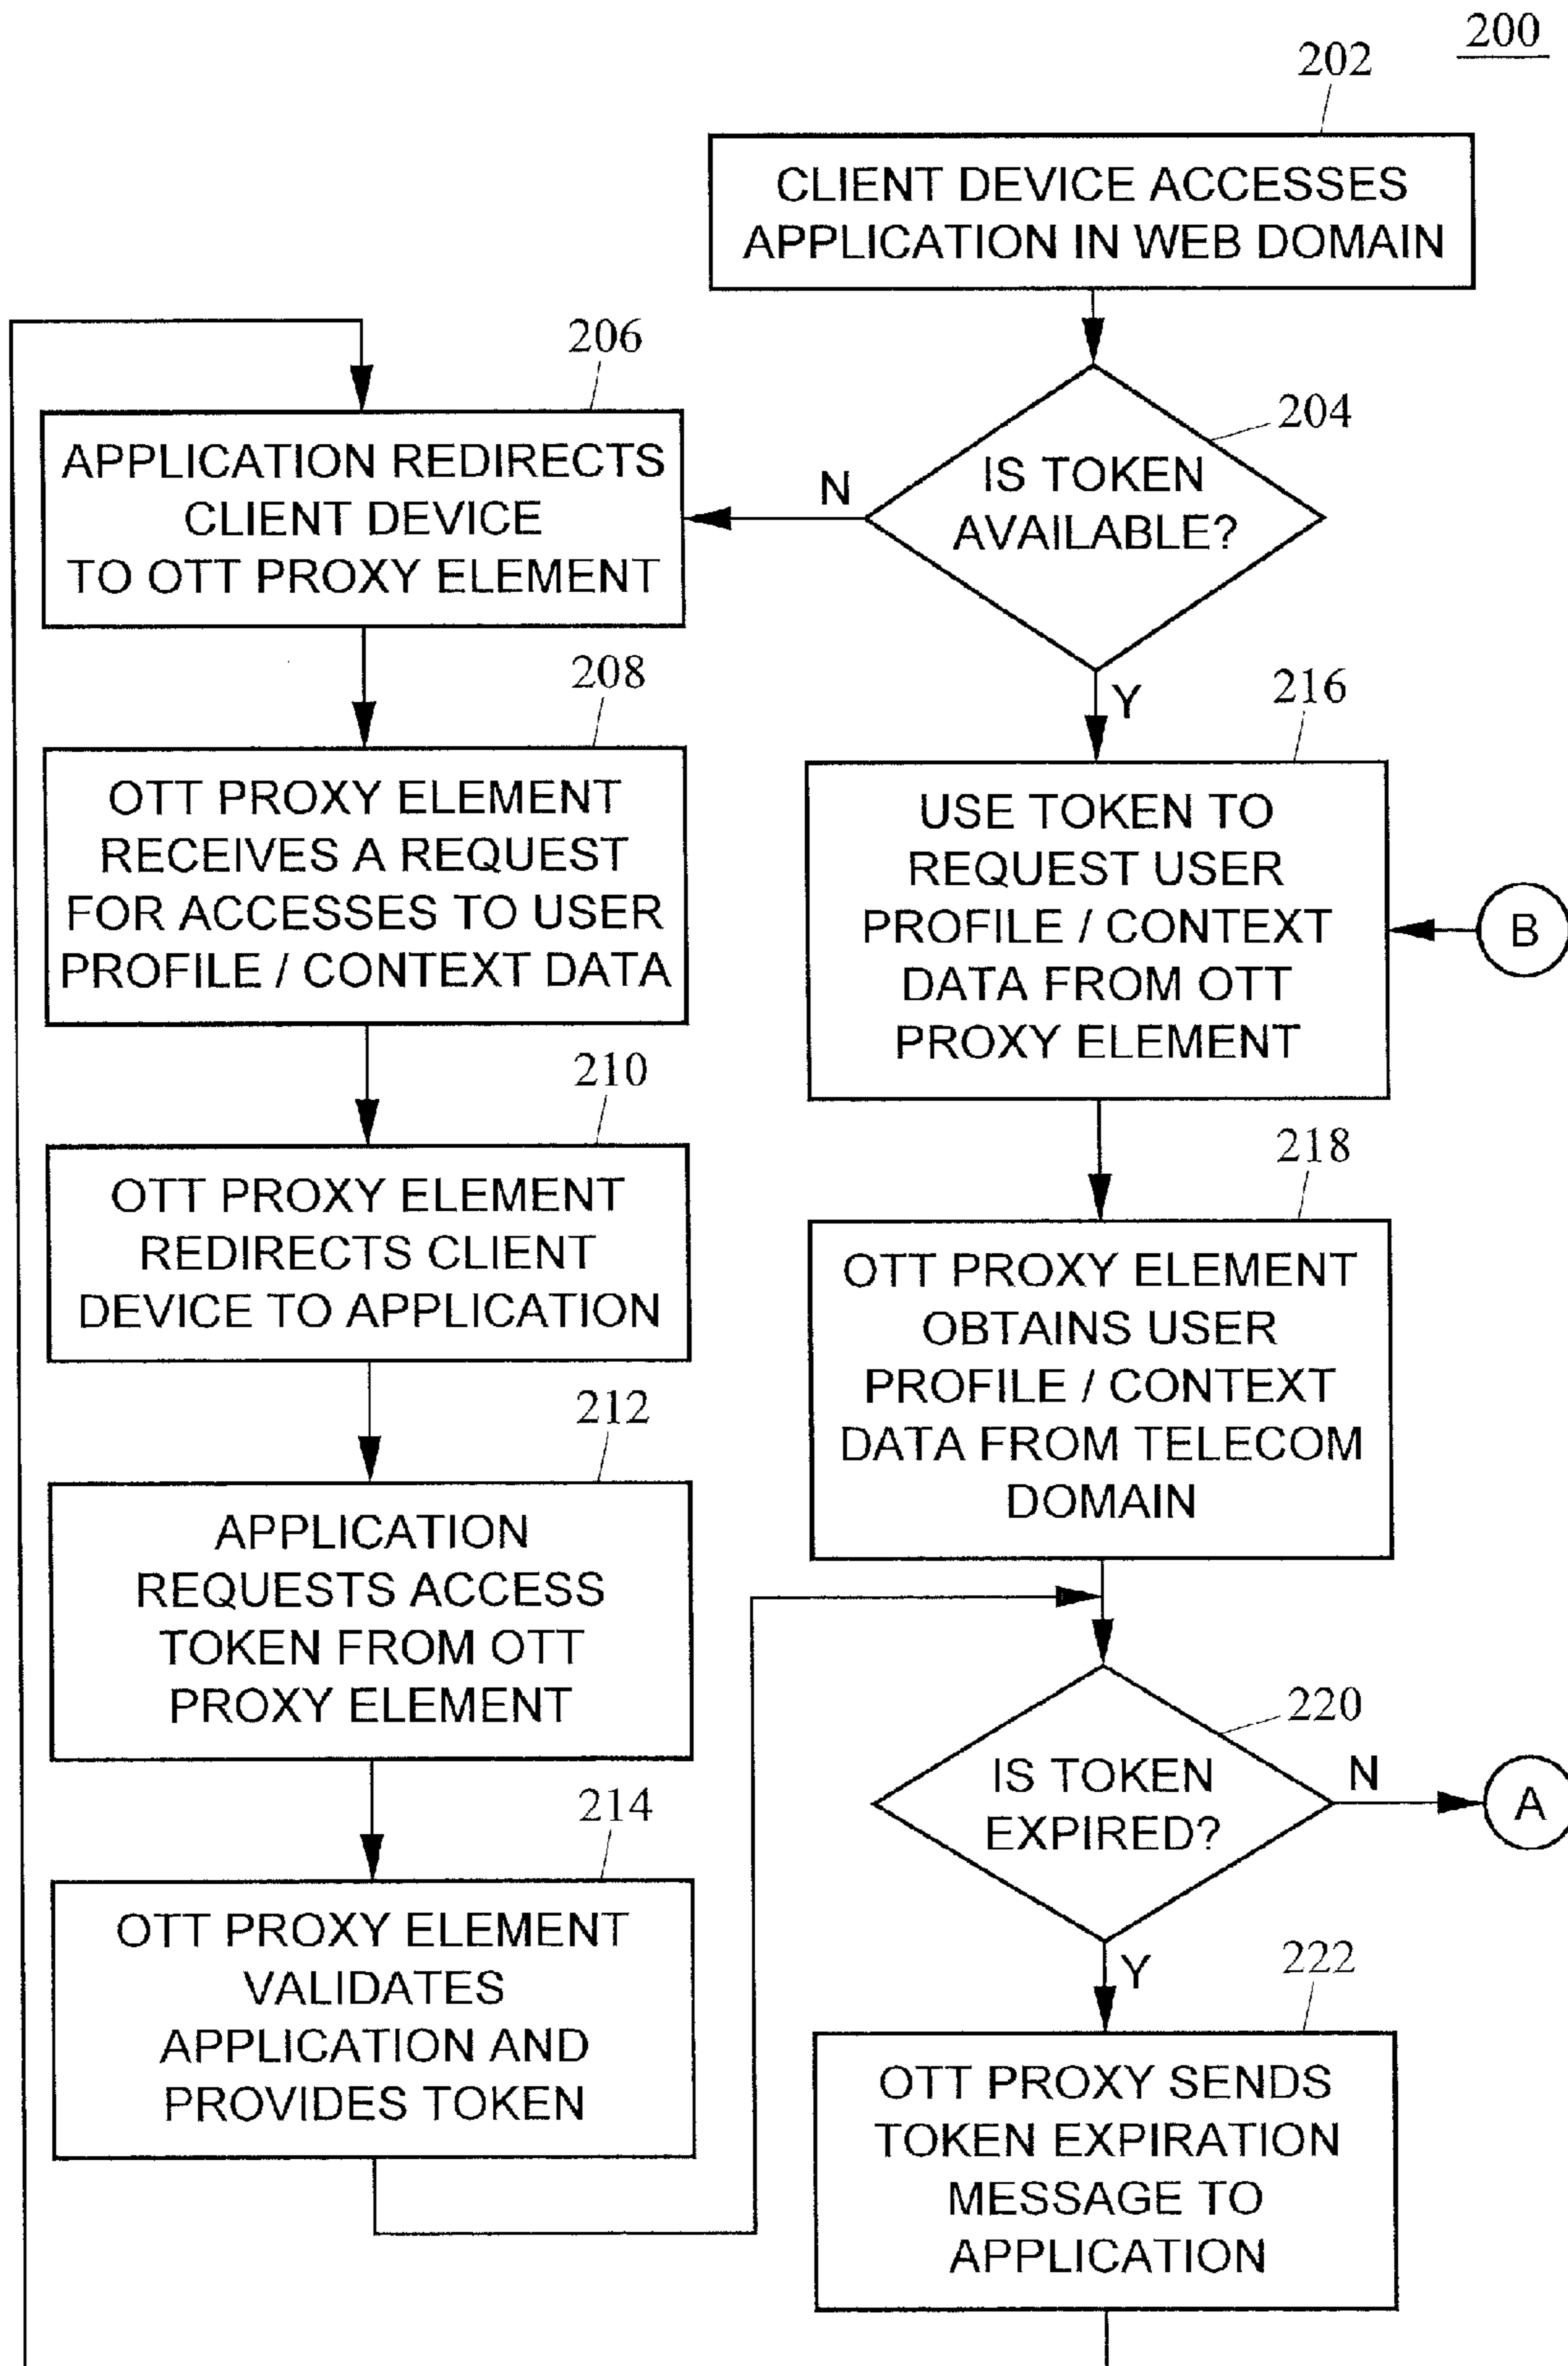 200
202
CLIENT DEVICE ACCESSES
APPLICATION IN WEB DOMAIN
204
IS TOKEN
AVAILABLE?
N
Y
206
APPLICATION REDIRECTS
CLIENT DEVICE
TO OTT PROXY ELEMENT
208
OTT PROXY ELEMENT
RECEIVES A REQUEST
FOR ACCESSES TO USER
PROFILE / CONTEXT DATA
210
OTT PROXY ELEMENT
REDIRECTS CLIENT
DEVICE TO APPLICATION
212
APPLICATION
REQUESTS ACCESS
TOKEN FROM OTT
PROXY ELEMENT
214
OTT PROXY ELEMENT
VALIDATES
APPLICATION AND
PROVIDES TOKEN
216
USE TOKEN TO
REQUEST USER
PROFILE / CONTEXT
DATA FROM OTT
PROXY ELEMENT
B
218
OTT PROXY ELEMENT
OBTAINS USER
PROFILE / CONTEXT
DATA FROM TELECOM
DOMAIN
220
IS TOKEN
EXPIRED?
N
A
Y
222
OTT PROXY SENDS
TOKEN EXPIRATION
MESSAGE TO
APPLICATION